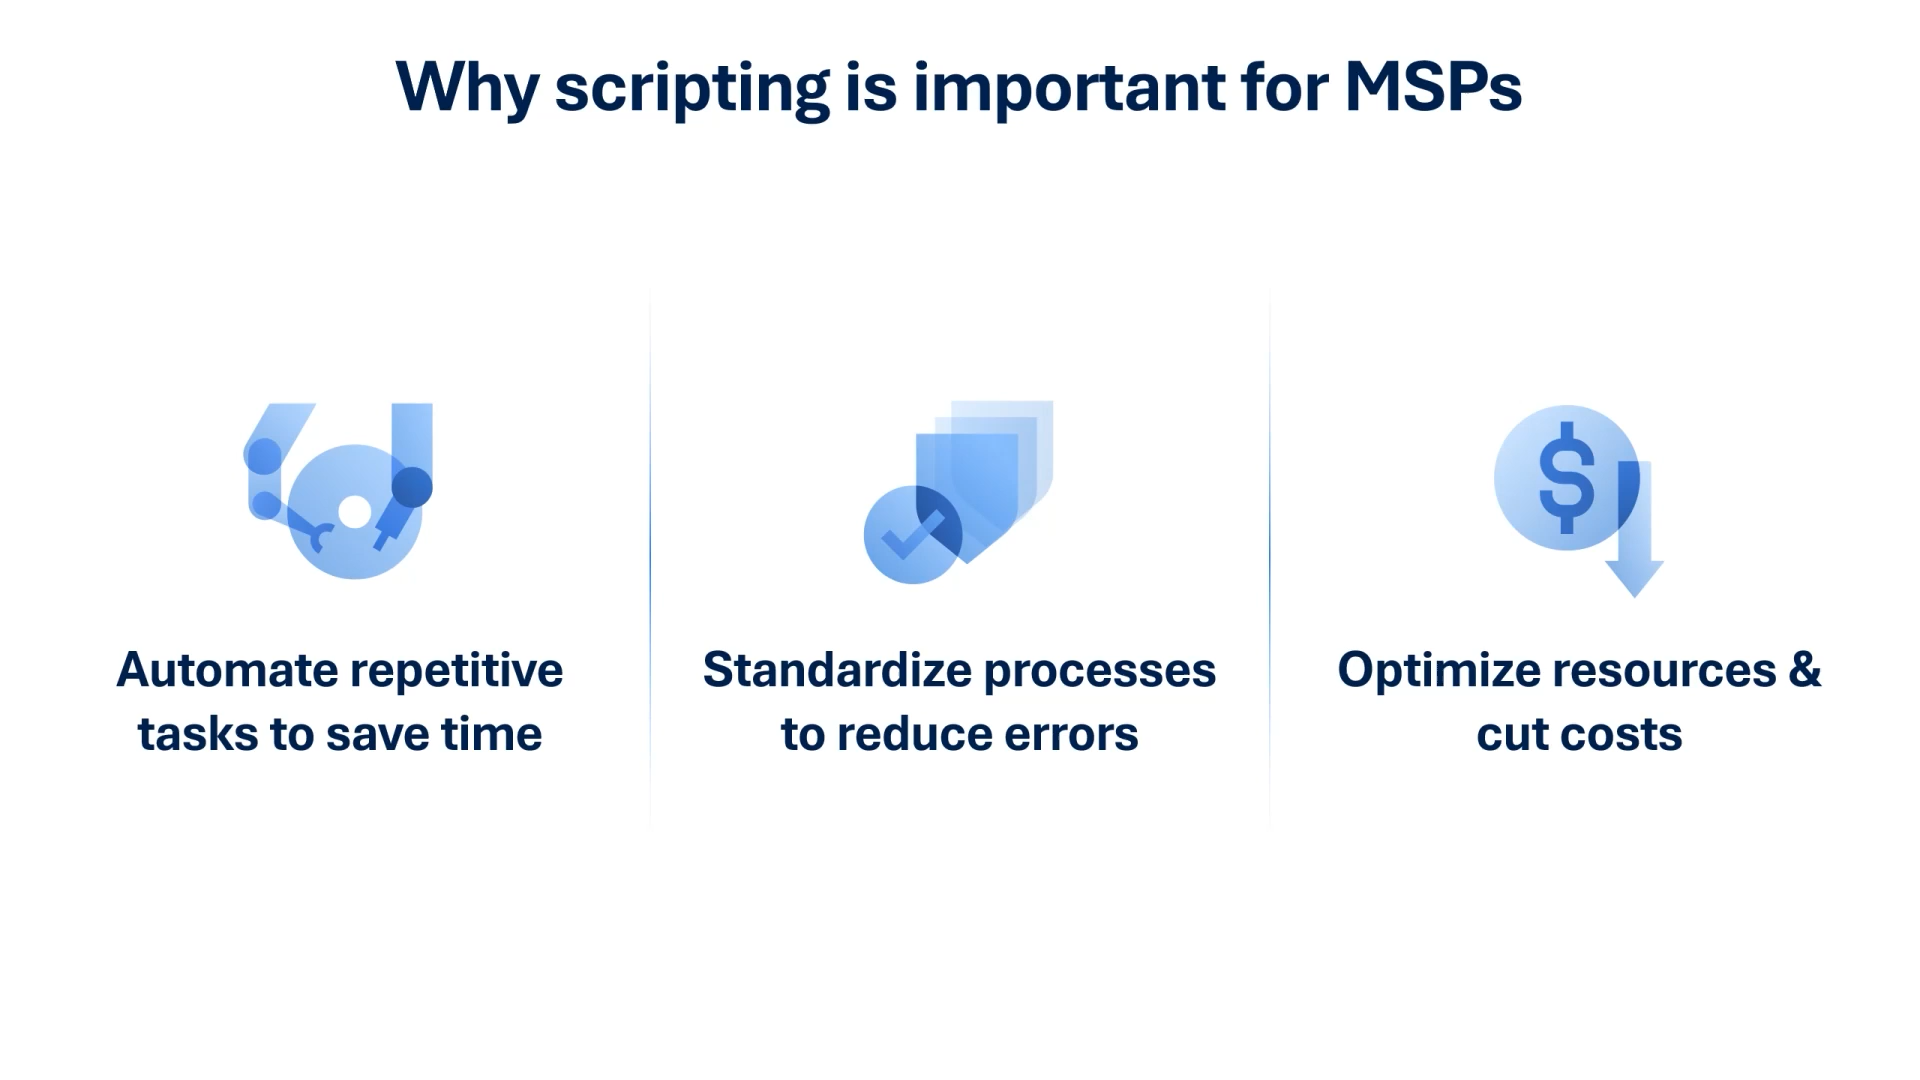 Why scripting is important for MSPs
Automate repetitive
tasks to save time
Standardize processes
to reduce errors
Optimize resources &
cut costs